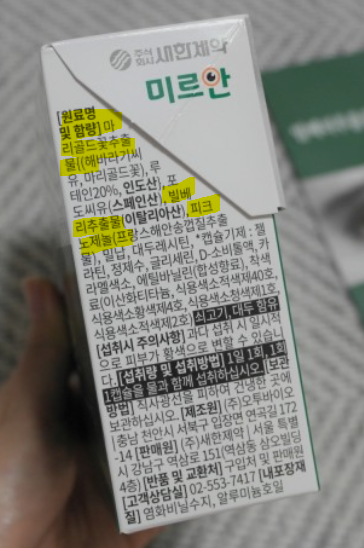 주식회사 세한제약
미르안
[원료명
및 함량] 마
리골드꽃추출
물{(해바라기씨
유, 마리골드꽃), 루
테인20%, 인도산}, 포
도씨유(스페인산), 빌베
리추출물(이탈리아산), 피크
노제놀(프랑스해안송껍질추출
물), 밀납, 대두레시틴, *캡슐기제 : 젤
라틴, 정제수, 글리세린, D-소비톨액, 카
라멜색소, 에틸바닐린(합성향료), 착색
료(이산화티타늄, 식용색소적색제40호,
식용색소황색제4호, 식용색소청색제1호,
식용색소적색제2호) 쇠고기, 대두 함유
[섭취시 주의사항] 과다 섭취 시 일시적
으로 피부가 황색으로 변할 수 있습니
다. [섭취량 및 섭취방법] 1일 1회, 1회
1캡슐을 물과 함께 섭취하십시오. [보관
방법] 직사광선을 피하여 건냉한 곳에
보관하십시오. [제조원] (주)오투바이오
| 충남 천안시 서북구 입장면 연곡길 172
-14 [판매원] (주)새한제약 | 서울 특별
시 강남구 역삼로 151(역삼동 삼오빌딩
4층) [반품 및 교환처] 구입처 및 판매원
[고객상담실] 02-553-7417 [내포장재
질] 염화비닐수지, 알루미늄호일